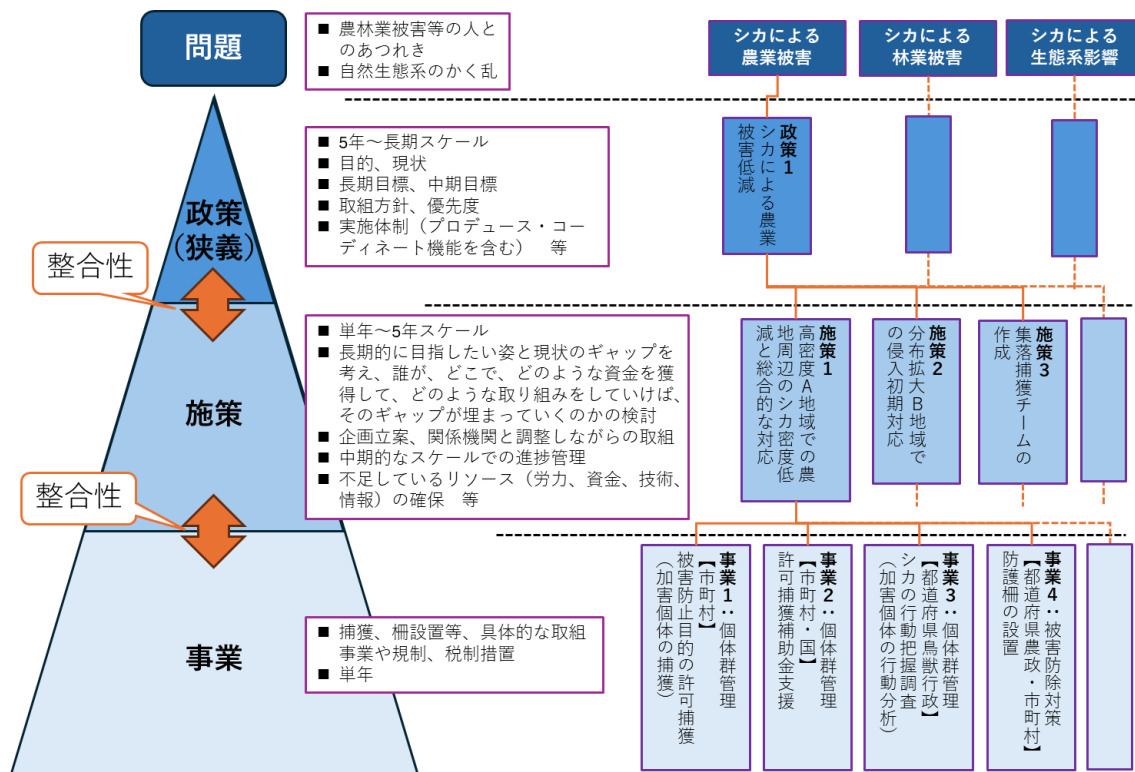 問題
■ 農林業被害等の人と
のあつれき
■ 自然生態系のかく乱
シカによる
農業被害
シカによる
林業被害
シカによる
生態系影響
政策
(狭義)
整合性
■ 5年～長期スケール
■ 目的、現状
■ 長期目標、中期目標
■ 取組方針、優先度
■ 実施体制（プロデュース・コー
ディネート機能を含む）　等
政策1
シカによる農業
被害低減
施策
整合性
■ 単年～5年スケール
■ 長期的に目指したい姿と現状のギャップを
考え、誰が、どこで、どのような資金を獲
得して、どのような取り組みをしていけば、
そのギャップが埋まっていくのかの検討
■ 企画立案、関係機関と調整しながらの取組
■ 中期的なスケールでの進捗管理
■ 不足しているリソース（労力、資金、技術、
情報）の確保　等
施策1
高密度A地域での農
地周辺のシカ密度低
減と総合的な対応
施策2
分布拡大B地域で
の侵入初期対応
施策3
集落捕獲チームの
作成
事業
■ 捕獲、柵設置等、具体的な取組
事業や規制、税制措置
■ 単年
事業1：個体群管理
【市町村】
被害防止目的の許可捕獲
（加害個体の捕獲）
事業2：個体群管理
【市町村・国】
許可捕獲補助金支援
事業3：個体群管理
【都道府県鳥獣行政】
シカの行動把握調査
（加害個体の行動分析）
事業4：被害防除対策
【都道府県農政・市町村】
防護柵の設置